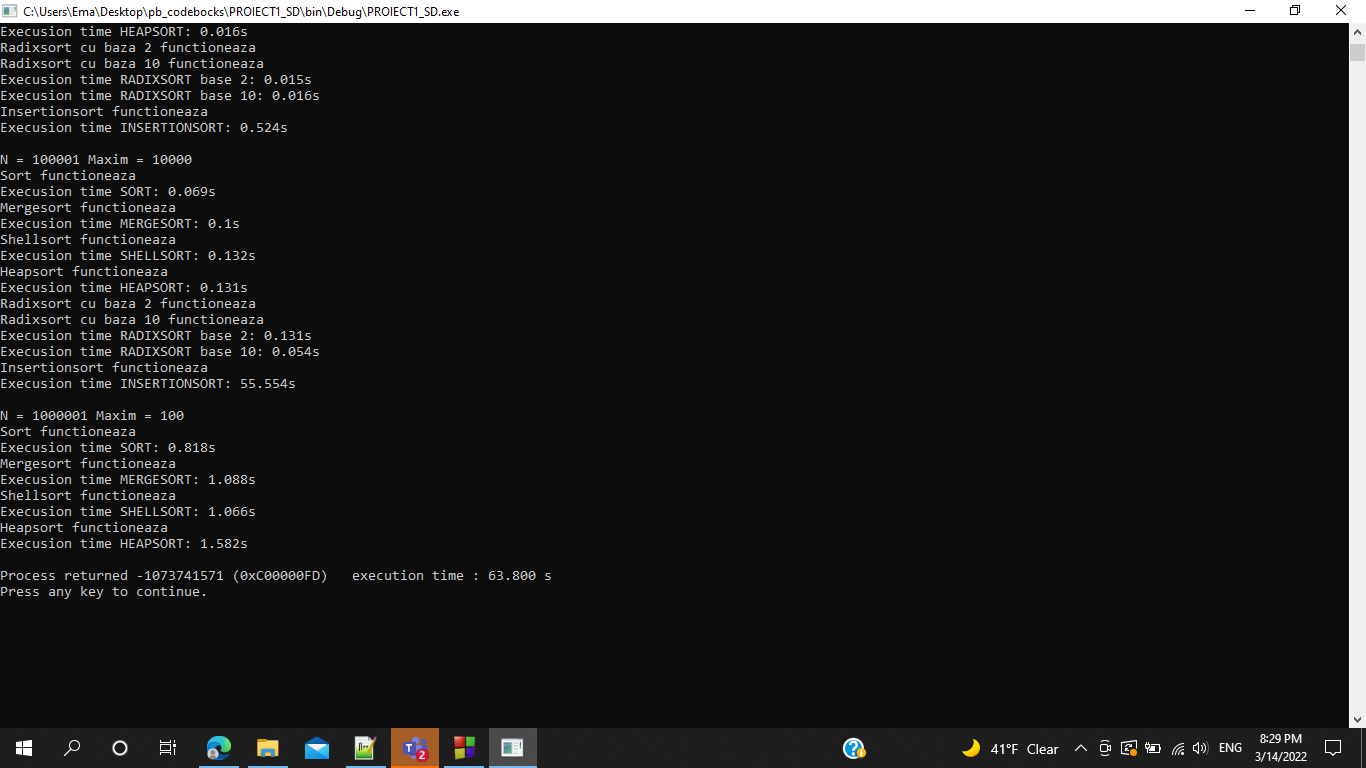 C:\Users\Ema\Desktop\pb_codebocks\PROIECT1_SD\bin\Debug\PROIECT1_SD.exe
Execusion time HEAPSORT: 0.016s
Radixsort cu baza 2 functioneaza
Radixsort cu baza 10 functioneaza
Execusion time RADIXSORT base 2: 0.015s
Execusion time RADIXSORT base 10: 0.016s
Insertionsort functioneaza
Execusion time INSERTIONSORT: 0.524s
N = 100001 Maxim = 10000
Sort functioneaza
Execusion time SORT: 0.069s
Mergesort functioneaza
Execusion time MERGESORT: 0.1s
Shellsort functioneaza
Execusion time SHELLSORT: 0.132s
Heapsort functioneaza
Execusion time HEAPSORT: 0.131s
Radixsort cu baza 2 functioneaza
Radixsort cu baza 10 functioneaza
Execusion time RADIXSORT base 2: 0.131s
Execusion time RADIXSORT base 10: 0.054s
Insertionsort functioneaza
Execusion time INSERTIONSORT: 55.554s
N = 1000001 Maxim = 100
Sort functioneaza
Execusion time SORT: 0.818s
Mergesort functioneaza
Execusion time MERGESORT: 1.088s
Shellsort functioneaza
Execusion time SHELLSORT: 1.066s
Heapsort functioneaza
Execusion time HEAPSORT: 1.582s
Process returned -1073741571 (0xC00000FD)   execution time : 63.800 s
Press any key to continue.
41°F Clear
ENG
8:29 PM
3/14/2022